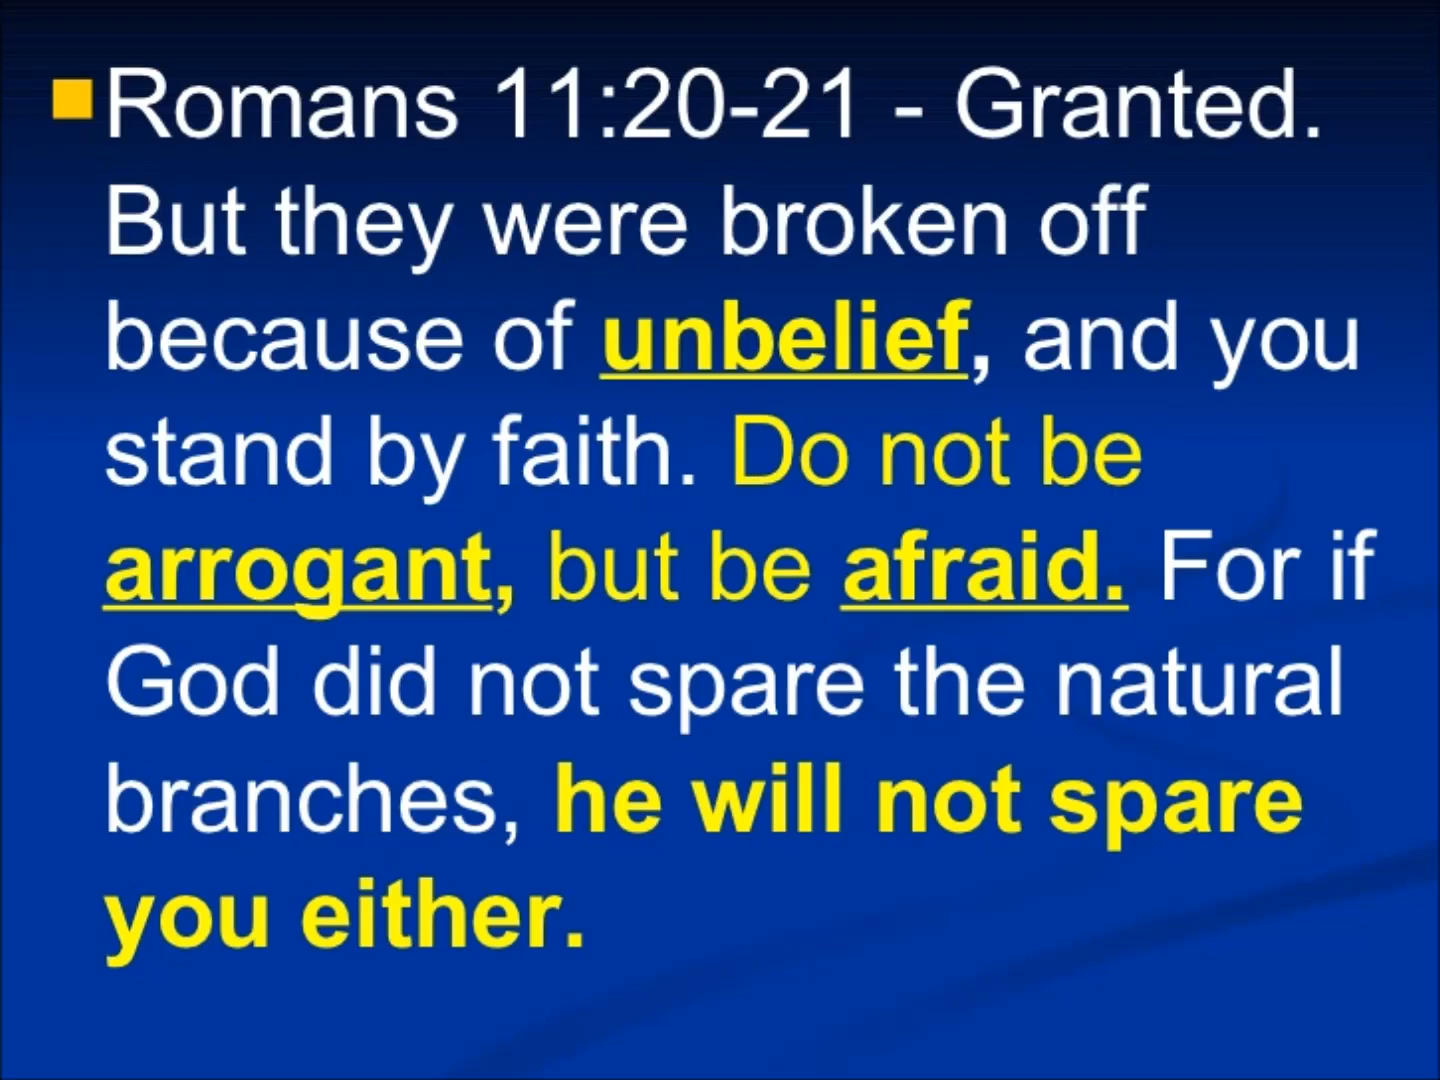 Romans 11:20-21 - Granted.
But they were broken off
because of unbelief, and you
stand by faith. Do not be
arrogant, but be afraid. For if
God did not spare the natural
branches, he will not spare
you either.